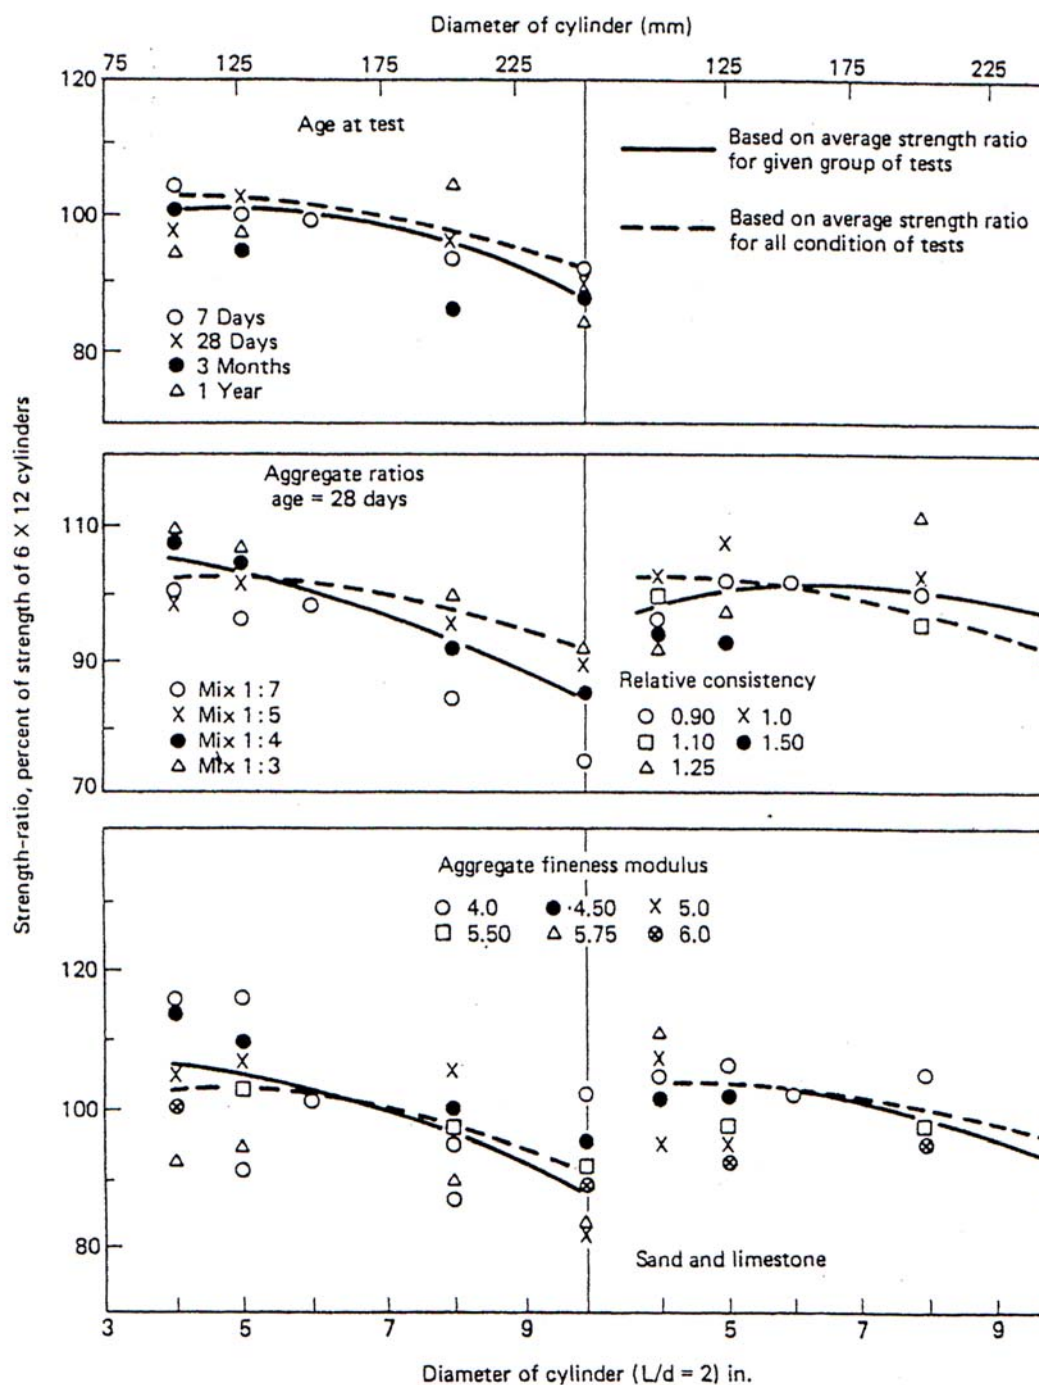 Diameter of cylinder (mm)
75 125 175 225 125 175 225
120
Age at test
Based on average strength ratio
for given group of tests
100
Based on average strength ratio
for all condition of tests
7 Days
28 Days
80
3 Months
1 Year
Strength-ratio, percent of strength of 6 X 12 cylinders
Aggregate ratios
age = 28 days
110
90
Mix 1:7
Mix 1:5
Mix 1:4
Mix 1:3
70
Relative consistency
0.90 X 1.0
1.10 1.50
1.25
Aggregate fineness modulus
4.0 4.50 X 5.0
5.50 5.75 6.0
120
100
80
Sand and limestone
3 5 7 9 9 5 7 9
Diameter of cylinder (L/d = 2) in.